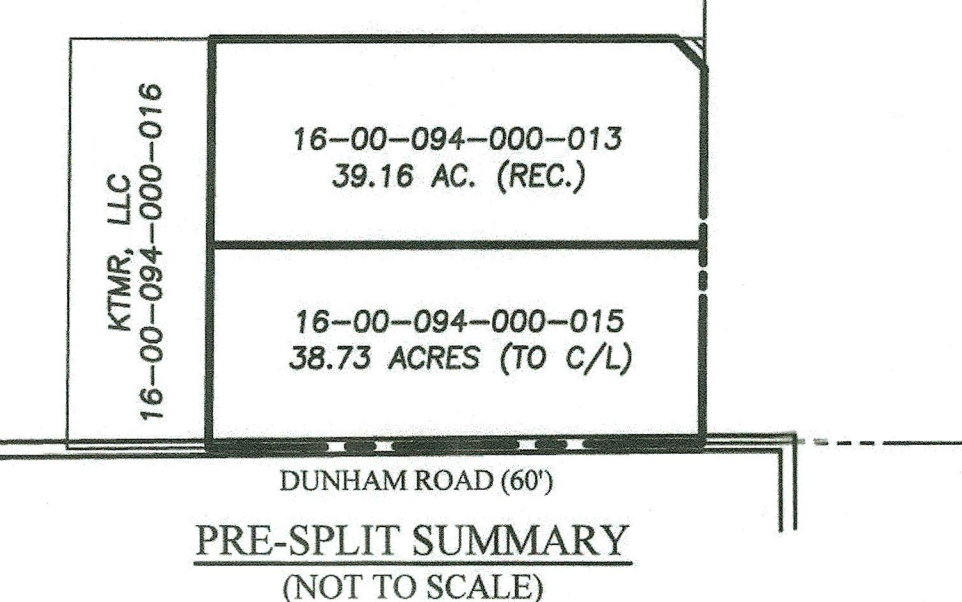 KTMR, LLC
16-00-094-000-016
16-00-094-000-013
39.16 AC. (REC.)
16-00-094-000-015
38.73 ACRES (TO C/L)
DUNHAM ROAD (60')
PRE-SPLIT SUMMARY
(NOT TO SCALE)